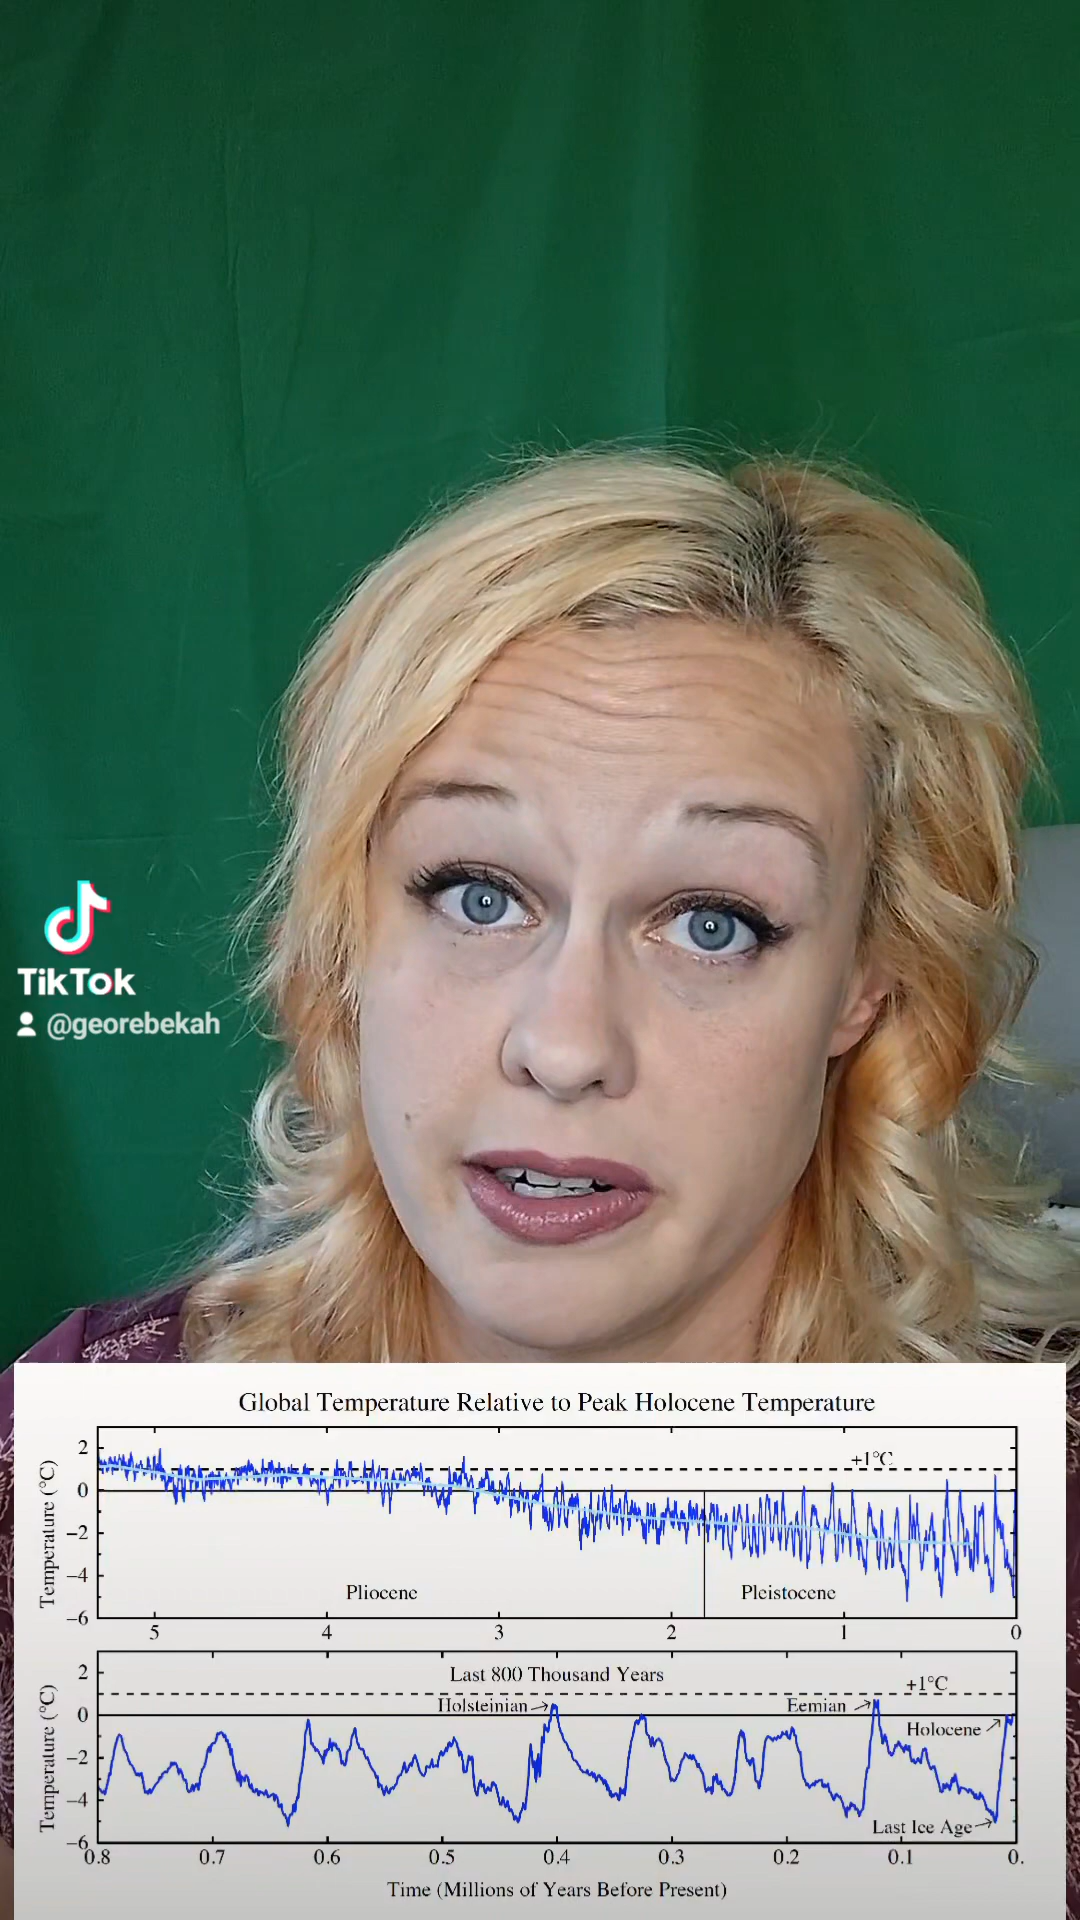 TikTok
@georebekah
Global Temperature Relative to Peak Holocene Temperature
Temperature (°C)
2
0
−2
−4
−6
+1°C
Pliocene
Pleistocene
5
4
3
2
1
0
Temperature (°C)
2
0
−2
−4
−6
Last 800 Thousand Years
+1°C
Holsteinian
Eemian
Holocene
Last Ice Age
0.8
0.7
0.6
0.5
0.4
0.3
0.2
0.1
0.
Time (Millions of Years Before Present)